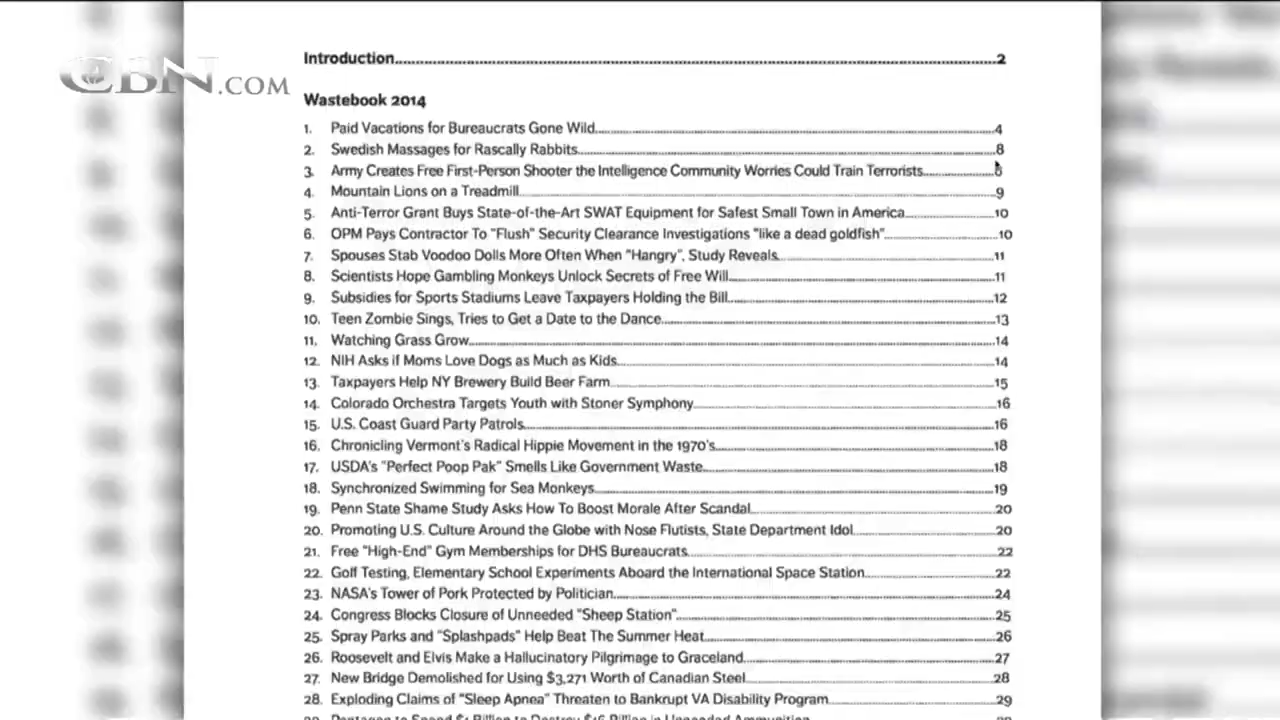 CBN.COM
Introduction 2
Wastebook 2014
1. Paid Vacations for Bureaucrats Gone Wild 4
2. Swedish Massages for Rascally Rabbits 8
3. Army Creates Free First-Person Shooter the Intelligence Community Worries Could Train Terrorists 8
4. Mountain Lions on a Treadmill 9
5. Anti-Terror Grant Buys State-of-the-Art SWAT Equipment for Safest Small Town in America 10
6. OPM Pays Contractor To "Flush" Security Clearance Investigations "like a dead goldfish" 10
7. Spouses Stab Voodoo Dolls More Often When "Hangry", Study Reveals 11
8. Scientists Hope Gambling Monkeys Unlock Secrets of Free Will 11
9. Subsidies for Sports Stadiums Leave Taxpayers Holding the Bill 12
10. Teen Zombie Sings, Tries to Get a Date to the Dance 13
11. Watching Grass Grow 14
12. NIH Asks if Moms Love Dogs as Much as Kids 14
13. Taxpayers Help NY Brewery Build Beer Farm 15
14. Colorado Orchestra Targets Youth with Stoner Symphony 16
15. U.S. Coast Guard Party Patrols 16
16. Chronicling Vermont's Radical Hippie Movement in the 1970's 18
17. USDA's "Perfect Poop Pak" Smells Like Government Waste 18
18. Synchronized Swimming for Sea Monkeys 19
19. Penn State Shame Study Asks How To Boost Morale After Scandal 20
20. Promoting U.S. Culture Around the Globe with Nose Flutists, State Department Idol 20
21. Free "High-End" Gym Memberships for DHS Bureaucrats 22
22. Golf Testing, Elementary School Experiments Aboard the International Space Station 22
23. NASA's Tower of Pork Protected by Politician 24
24. Congress Blocks Closure of Unneeded "Sheep Station" 25
25. Spray Parks and "Splashpads" Help Beat The Summer Heat 26
26. Roosevelt and Elvis Make a Hallucinatory Pilgrimage to Graceland 27
27. New Bridge Demolished for Using $3,271 Worth of Canadian Steel 28
28. Exploding Claims of "Sleep Apnea" Threaten to Bankrupt VA Disability Program 29